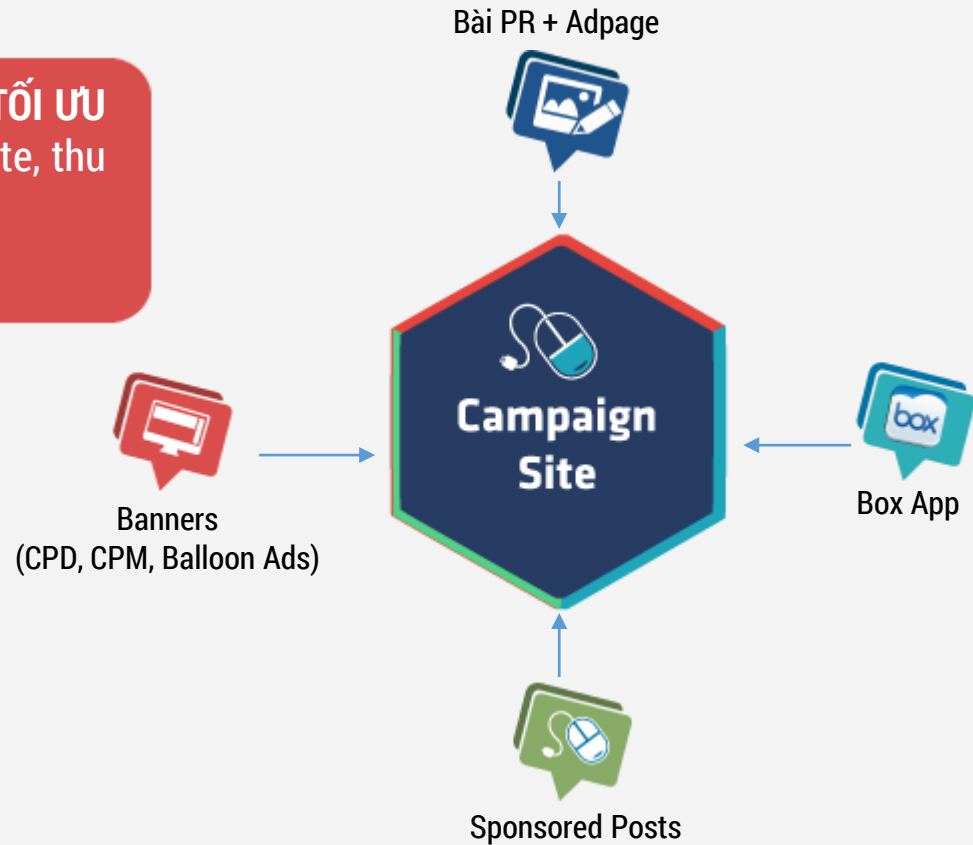 Bài PR + Adpage
TỐI ƯU
te, thu
Campaign
Site
box
Box App
Banners
(CPD, CPM, Balloon Ads)
Sponsored Posts